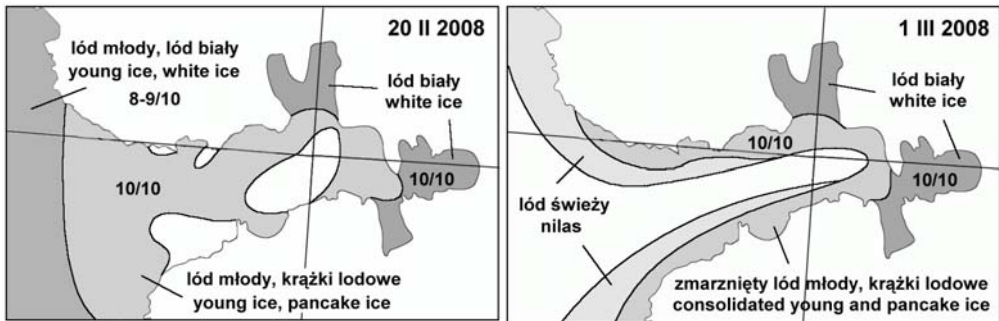 20 II 2008
lód młody, lód biały
young ice, white ice
8-9/10
lód biały
white ice
10/10
10/10
lód młody, krążki lodowe
young ice, pancake ice
1 III 2008
lód biały
white ice
10/10
10/10
lód świeży
nilas
zmarznięty lód młody, krążki lodowe
consolidated young and pancake ice